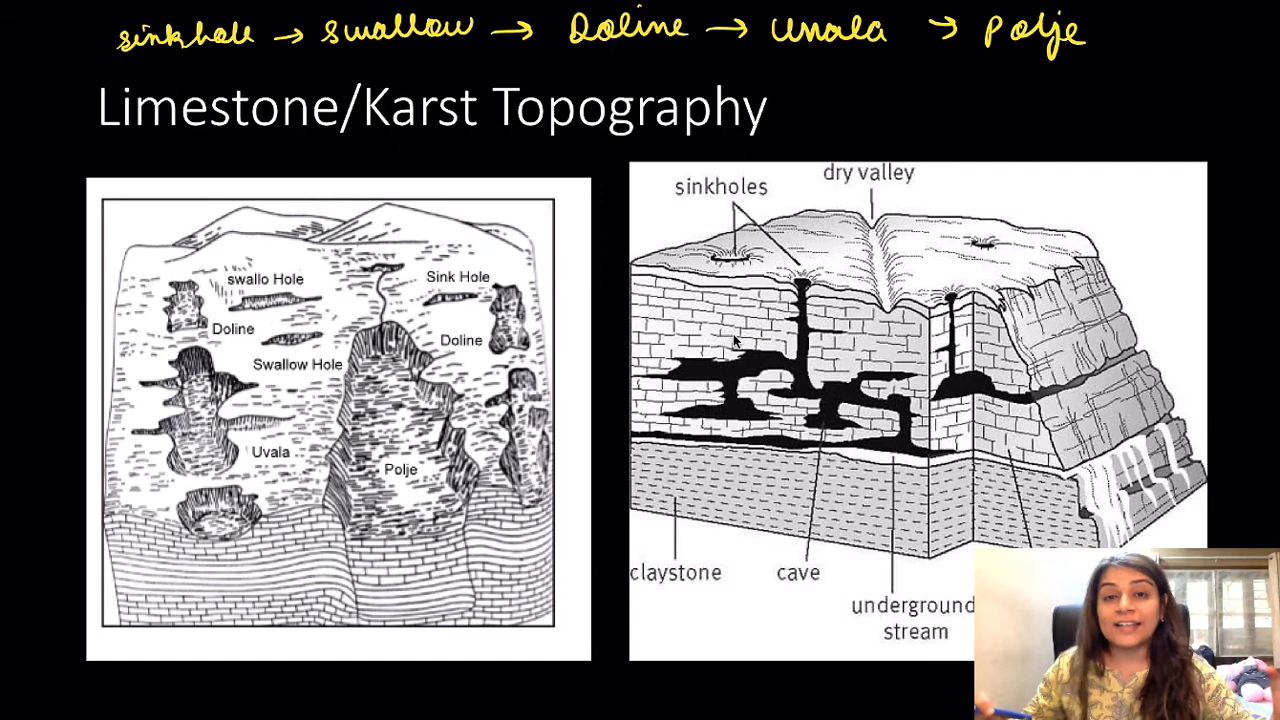 sinkhole → swallow → Doline → Uvala → Polje
Limestone/Karst Topography
swallo Hole
Sink Hole
Doline
Doline
Swallow Hole
Uvala
Polje
dry valley
sinkholes
claystone
cave
underground
stream